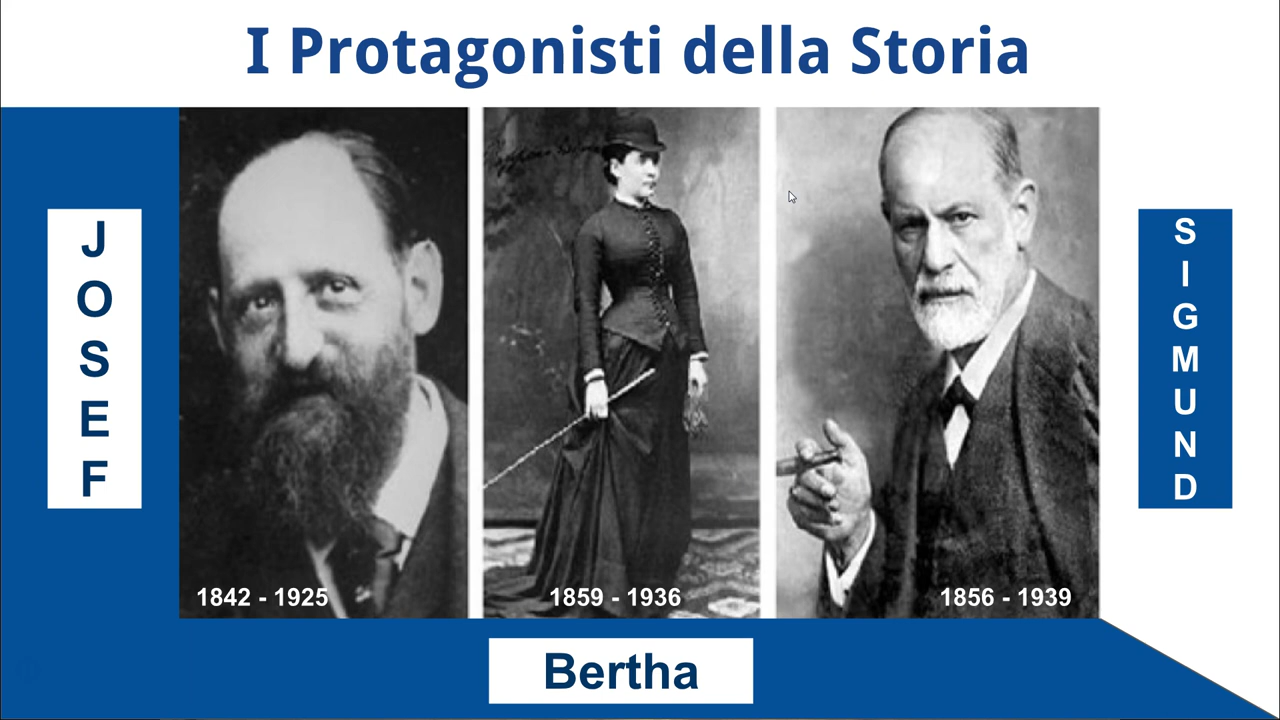 I Protagonisti della Storia
JOSEF
SIGMUND
1842 - 1925
1859 - 1936
1856 - 1939
Bertha